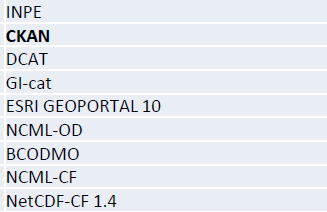 INPE
CKAN
DCAT
GI-cat
ESRI GEOPORTAL 10
NCML-OD
BCODMO
NCML-CF
NetCDF-CF 1.4